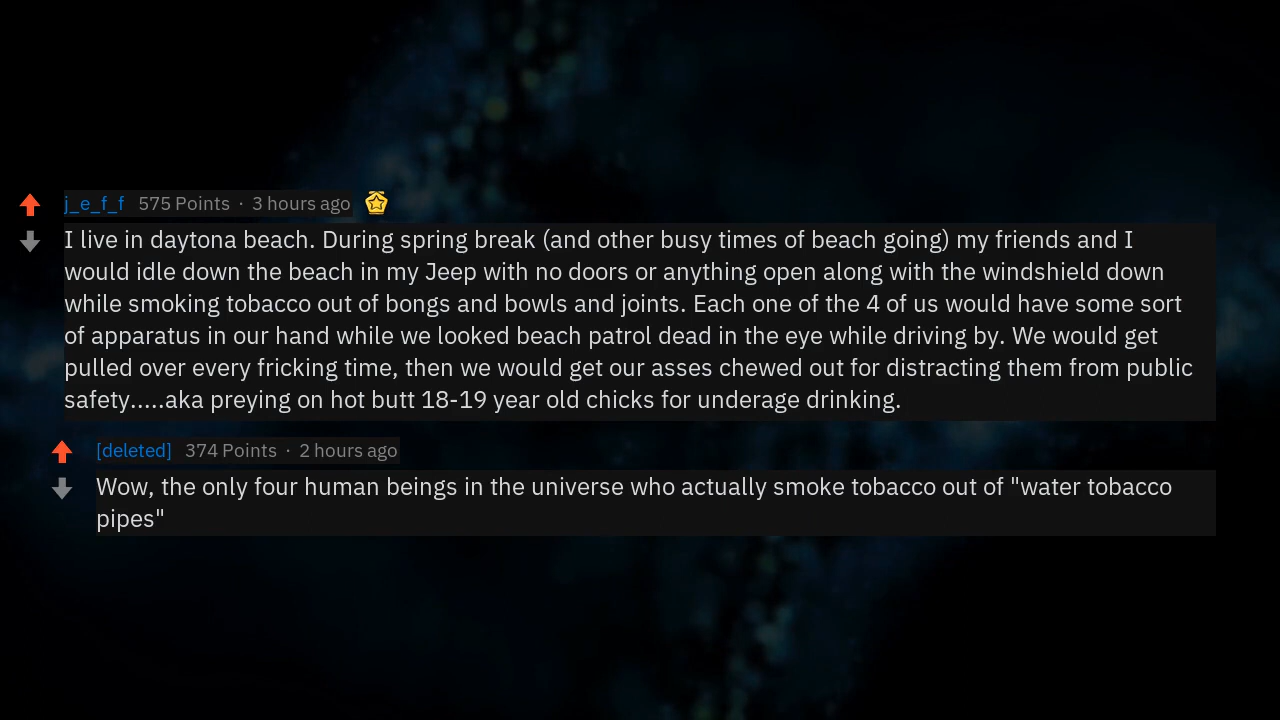 j_e_f_f 575 Points · 3 hours ago
I live in daytona beach. During spring break (and other busy times of beach going) my friends and I
would idle down the beach in my Jeep with no doors or anything open along with the windshield down
while smoking tobacco out of bongs and bowls and joints. Each one of the 4 of us would have some sort
of apparatus in our hand while we looked beach patrol dead in the eye while driving by. We would get
pulled over every fricking time, then we would get our asses chewed out for distracting them from public
safety.....aka preying on hot butt 18-19 year old chicks for underage drinking.
[deleted] 374 Points · 2 hours ago
Wow, the only four human beings in the universe who actually smoke tobacco out of "water tobacco
pipes"